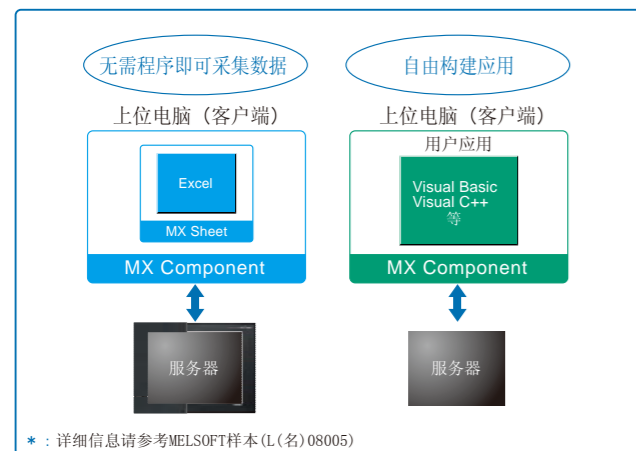 无需程序即可采集数据
自由构建应用
上位电脑（客户端）
上位电脑（客户端）
用户应用
Excel
MX Sheet
Visual Basic
Visual C++
等
MX Component
MX Component
服务器
服务器
*：详细信息请参考MELSOFT样本(L(名)08005)